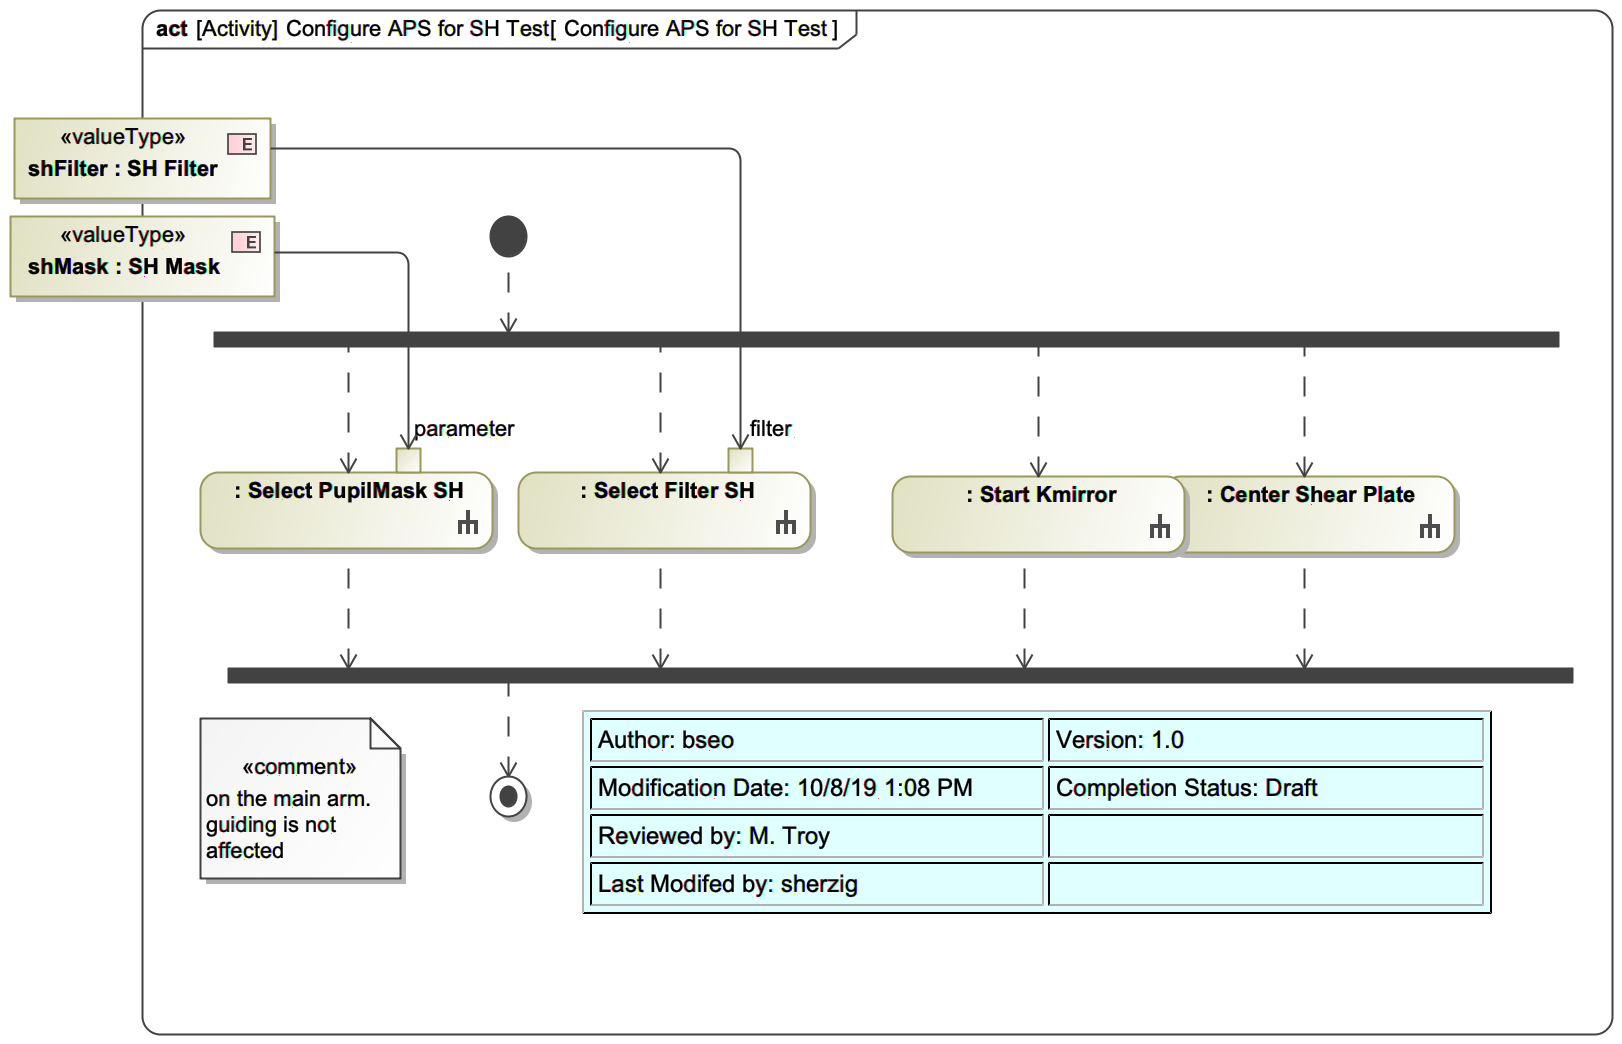 act [Activity] Configure APS for SH Test[ Configure APS for SH Test ]
«valueType»
E
shFilter : SH Filter
«valueType»
E
shMask : SH Mask
parameter
filter
: Select PupilMask SH
: Select Filter SH
: Start Kmirror
: Center Shear Plate
«comment»
on the main arm.
guiding is not
affected
Author: bseo
Version: 1.0
Modification Date: 10/8/19 1:08 PM
Completion Status: Draft
Reviewed by: M. Troy
Last Modifed by: sherzig